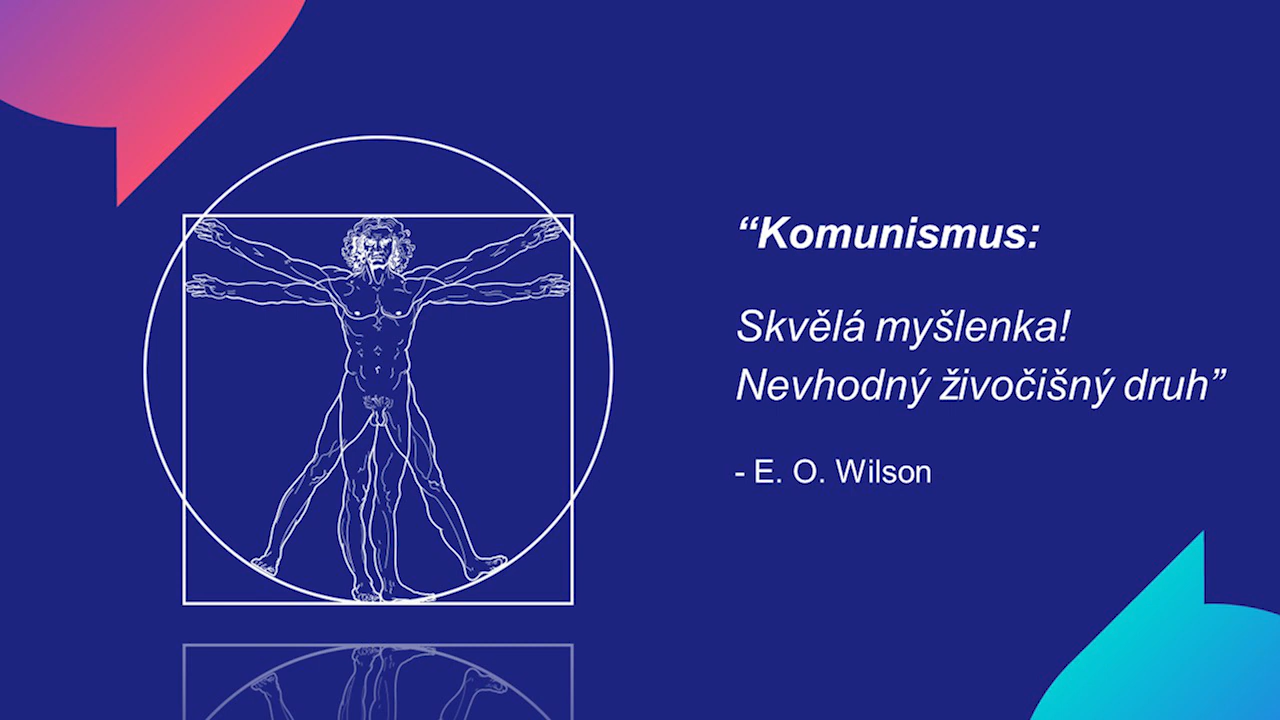 “Komunismus:
Skvělá myšlenka!
Nevhodný živočišný druh”
- E. O. Wilson